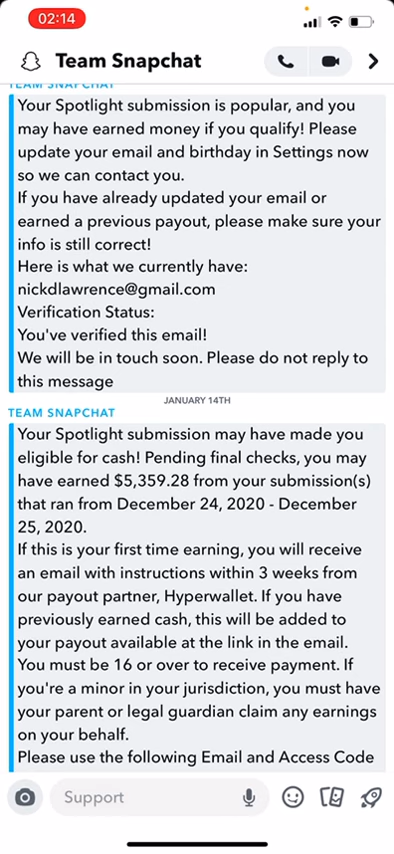 02:14
Team Snapchat
TEAM SNAPCHAT
Your Spotlight submission is popular, and you
may have earned money if you qualify! Please
update your email and birthday in Settings now
so we can contact you.
If you have already updated your email or
earned a previous payout, please make sure your
info is still correct!
Here is what we currently have:
nickdlawrence@gmail.com
Verification Status:
You've verified this email!
We will be in touch soon. Please do not reply to
this message
JANUARY 14TH
TEAM SNAPCHAT
Your Spotlight submission may have made you
eligible for cash! Pending final checks, you may
have earned $5,359.28 from your submission(s)
that ran from December 24, 2020 - December
25, 2020.
If this is your first time earning, you will receive
an email with instructions within 3 weeks from
our payout partner, Hyperwallet. If you have
previously earned cash, this will be added to
your payout available at the link in the email.
You must be 16 or over to receive payment. If
you're a minor in your jurisdiction, you must have
your parent or legal guardian claim any earnings
on your behalf.
Please use the following Email and Access Code
Support